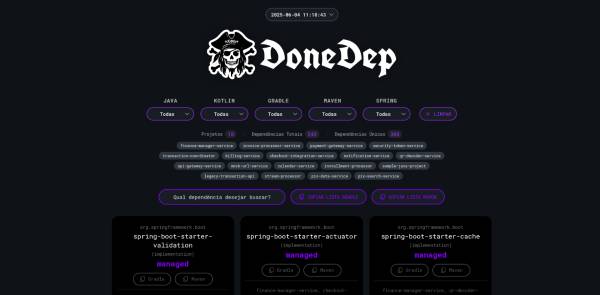 2025-06-04 11:10:43
DoneDep
JAVA KOTLIN GRADLE MAVEN SPRING
Todas Todas Todas Todas Todas LIMPAR
Projetos Dependências Totais Dependências Únicas
finance-manager-service invoice-processor-service payment-gateway-service security-token-service
transaction-coordinator billing-service checkout-integration-service notification-service qr-decoder-service
api-gateway-service mock-url-service calendar-service installment-processor sample-java-project
legacy-transaction-api stream-processor pix-data-service pix-search-service
Qual dependência desejar buscar? COPIAR LISTA GRADLE COPIAR LISTA MAVEN
org.springframework.boot org.springframework.boot org.springframework.boot
spring-boot-starter-validation spring-boot-starter-actuator spring-boot-starter-cache
(implementation) (implementation) (implementation)
managed managed managed
Gradle Maven Gradle Maven Gradle Maven
finance-manager-service, checkout- finance-manager-service, qr-decoder-